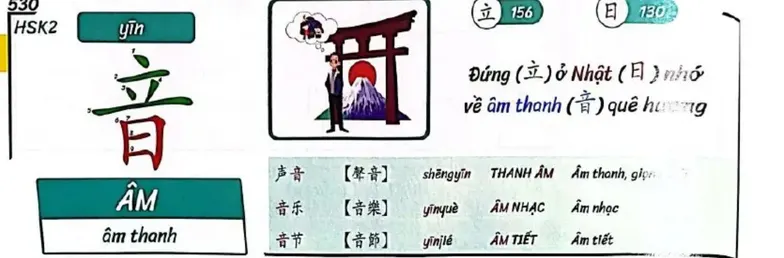 530
HSK2
yīn
音
ÂM
âm thanh
立 156
日 130
Đứng (立) ở Nhật (日) nhớ
về âm thanh (音) quê hương
声音 【聲音】 shēngyīn THANH ÂM Âm thanh,
音乐 【音樂】 yīnyuè ÂM NHẠC Âm nhạc
音节 【音節】 yīnjié ÂM TIẾT Âm tiết